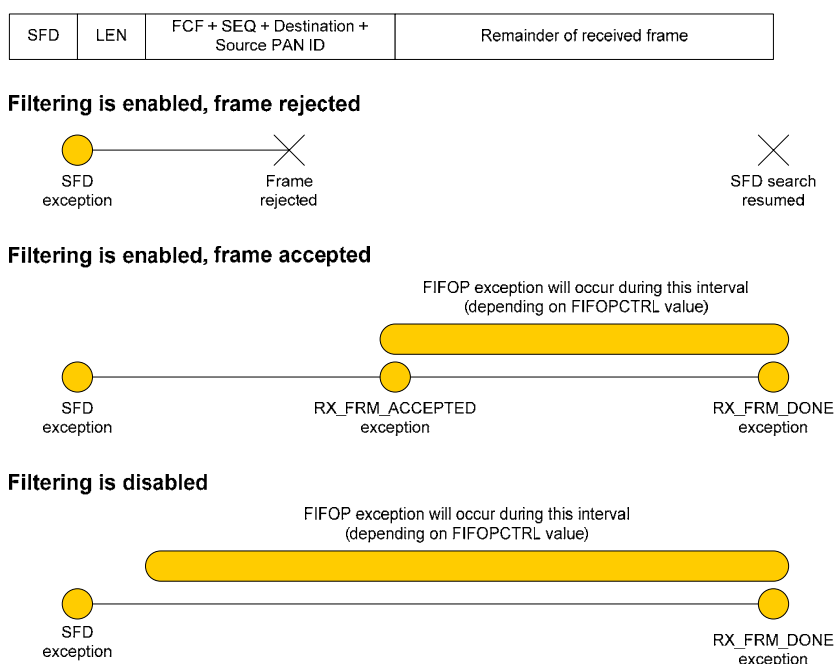 SFD
LEN
FCF + SEQ + Destination +
Source PAN ID
Remainder of received frame
Filtering is enabled, frame rejected
SFD
exception
Frame
rejected
SFD search
resumed
Filtering is enabled, frame accepted
FIFOP exception will occur during this interval
(depending on FIFOPCTRL value)
SFD
exception
RX_FRM_ACCEPTED
exception
RX_FRM_DONE
exception
Filtering is disabled
FIFOP exception will occur during this interval
(depending on FIFOPCTRL value)
SFD
exception
RX_FRM_DONE
exception